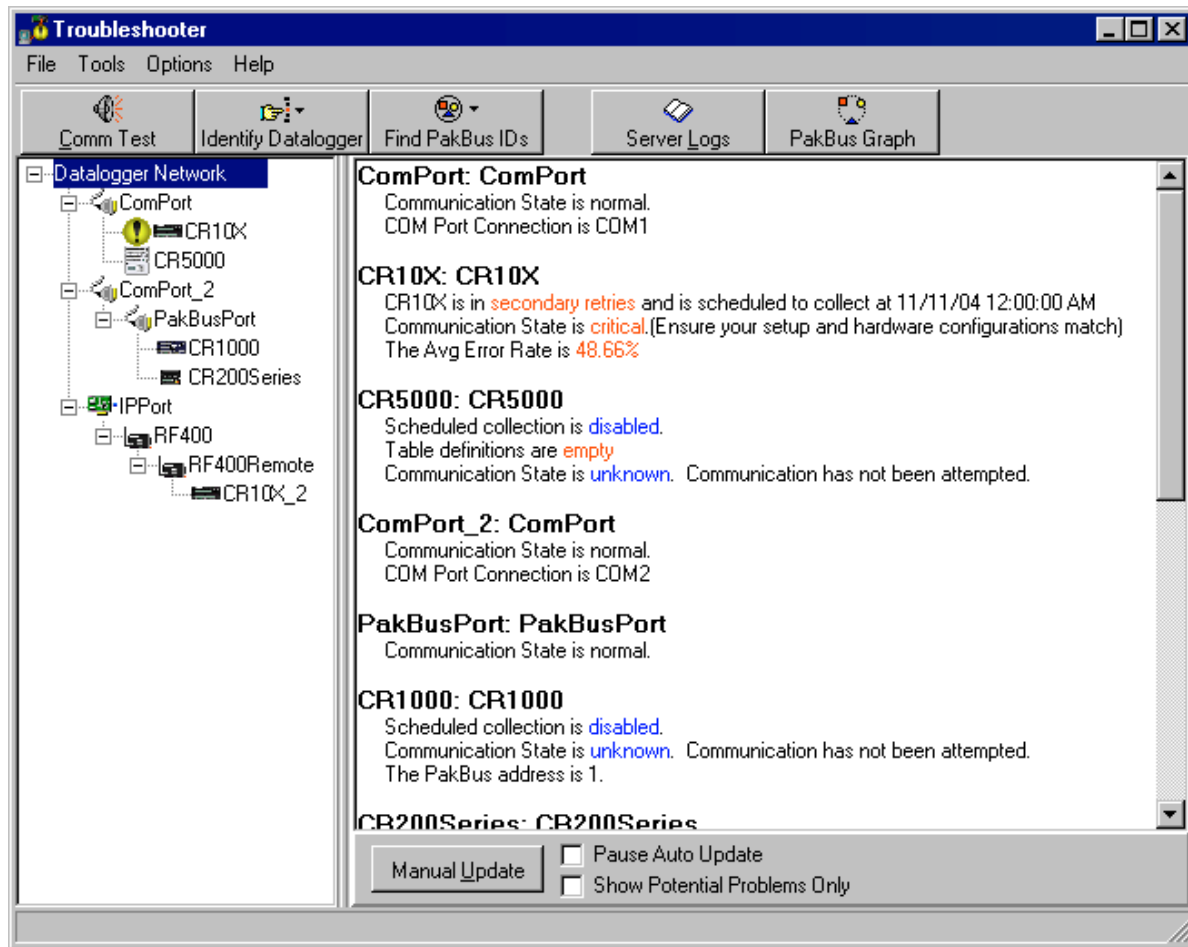 Troubleshooter
File Tools Options Help
Comm Test
Identify Datalogger
Find PakBus IDs
Server Logs
PakBus Graph
Datalogger Network
ComPort
CR10X
CR5000
ComPort_2
PakBusPort
CR1000
CR200Series
IPPort
RF400
RF400Remote
CR10X_2
ComPort: ComPort
Communication State is normal.
COM Port Connection is COM1
CR10X: CR10X
CR10X is in secondary retries and is scheduled to collect at 11/11/04 12:00:00 AM
Communication State is critical.(Ensure your setup and hardware configurations match)
The Avg Error Rate is 48.66%
CR5000: CR5000
Scheduled collection is disabled.
Table definitions are empty
Communication State is unknown. Communication has not been attempted.
ComPort_2: ComPort
Communication State is normal.
COM Port Connection is COM2
PakBusPort: PakBusPort
Communication State is normal.
CR1000: CR1000
Scheduled collection is disabled.
Communication State is unknown. Communication has not been attempted.
The PakBus address is 1.
CR200Series: CR200Series
Manual Update
Pause Auto Update
Show Potential Problems Only